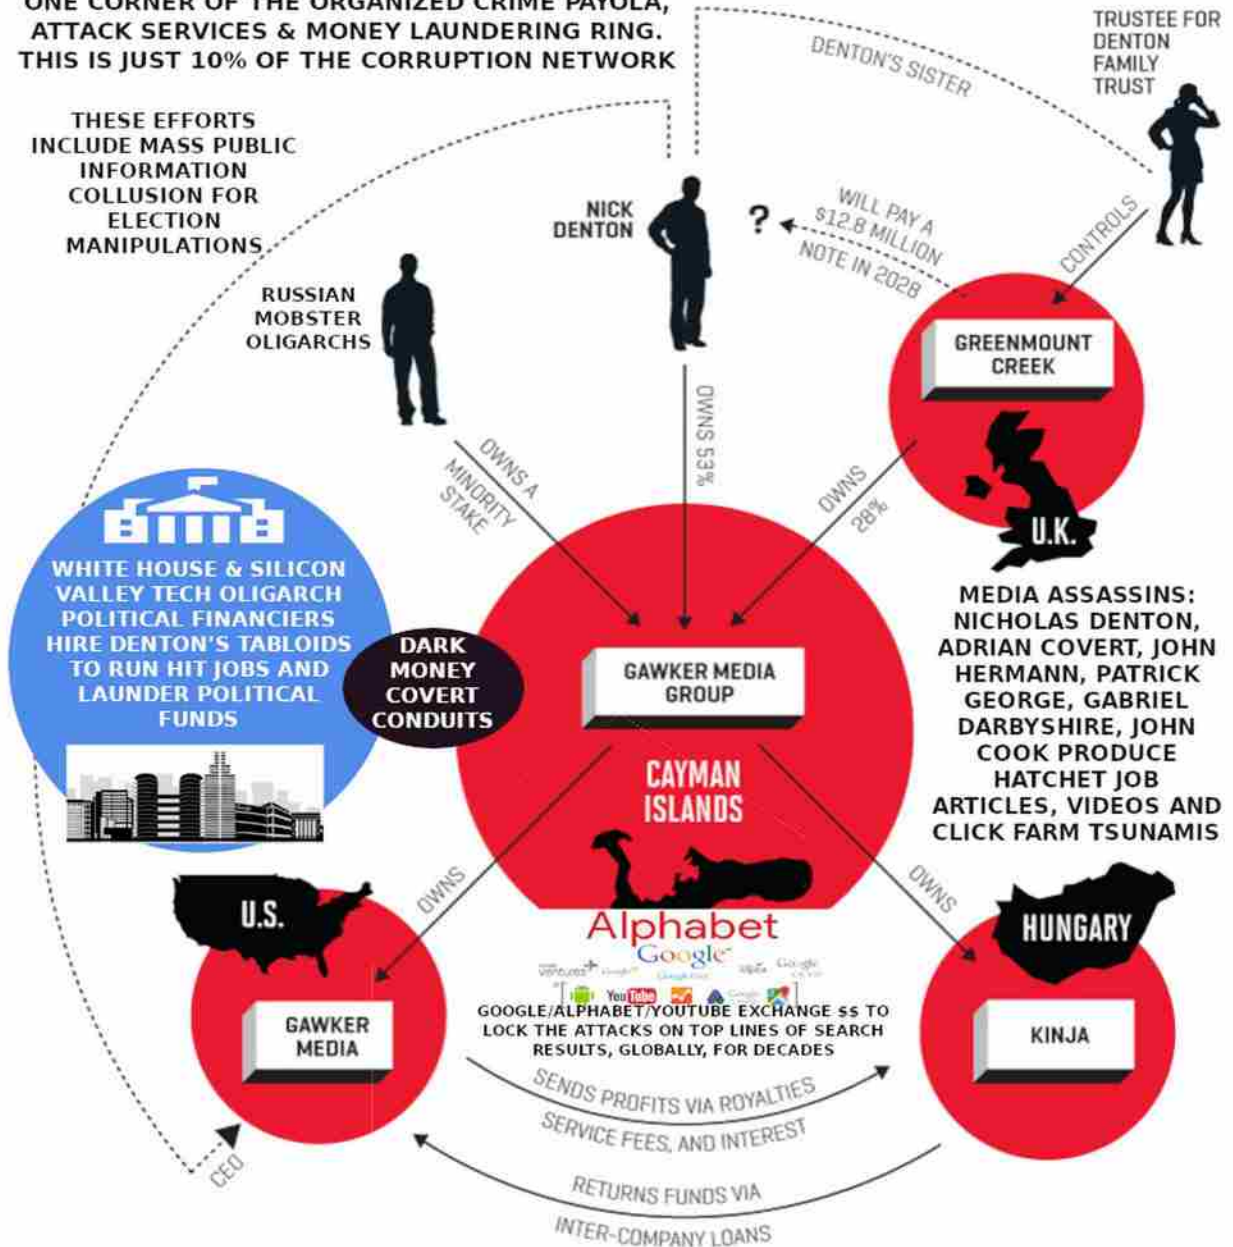 ONE CORNER OF THE ORGANIZED CRIME PAYOLA,
ATTACK SERVICES & MONEY LAUNDERING RING.
THIS IS JUST 10% OF THE CORRUPTION NETWORK
THESE EFFORTS
INCLUDE MASS PUBLIC
INFORMATION
COLLUSION FOR
ELECTION
MANIPULATIONS
DENTON'S SISTER
TRUSTEE FOR
DENTON
FAMILY
TRUST
NICK
DENTON
?
WILL PAY A
$12.8 MILLION
NOTE IN 2028
CONTROLS
RUSSIAN
MOBSTER
OLIGARCHS
GREENMOUNT
CREEK
U.K.
OWNS A
MINORITY
STAKE
OWNS 53%
OWNS
28%
WHITE HOUSE & SILICON
VALLEY TECH OLIGARCH
POLITICAL FINANCIERS
HIRE DENTON'S TABLOIDS
TO RUN HIT JOBS AND
LAUNDER POLITICAL
FUNDS
DARK
MONEY
COVERT
CONDUITS
GAWKER MEDIA
GROUP
CAYMAN
ISLANDS
MEDIA ASSASSINS:
NICHOLAS DENTON,
ADRIAN COVERT, JOHN
HERMANN, PATRICK
GEORGE, GABRIEL
DARBYSHIRE, JOHN
COOK PRODUCE
HATCHET JOB
ARTICLES, VIDEOS AND
CLICK FARM TSUNAMIS
OWNS
OWNS
U.S.
GAWKER
MEDIA
Alphabet
Google
Google
YouTube
GOOGLE/ALPHABET/YOUTUBE EXCHANGE $$ TO
LOCK THE ATTACKS ON TOP LINES OF SEARCH
RESULTS, GLOBALLY, FOR DECADES
HUNGARY
KINJA
SENDS PROFITS VIA ROYALTIES
SERVICE FEES, AND INTEREST
RETURNS FUNDS VIA
INTER-COMPANY LOANS
CEO